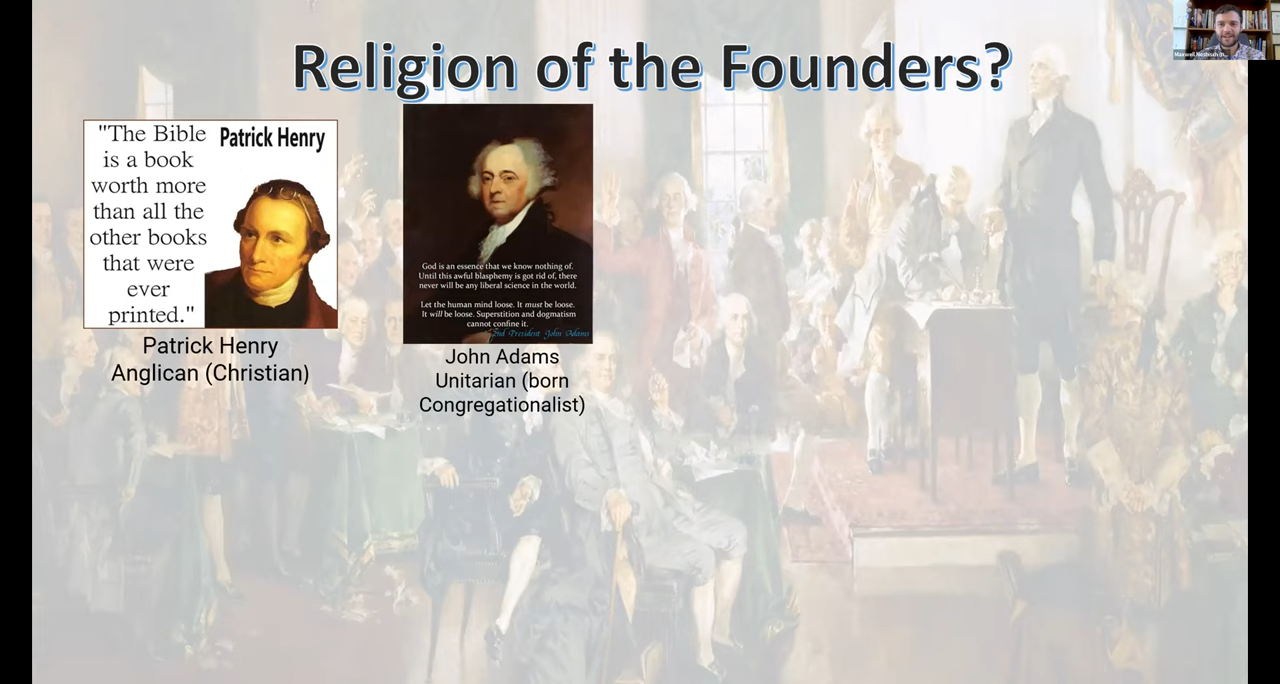 Religion of the Founders?
"The Bible
is a book
worth more
than all the
other books
that were
ever
printed."
Patrick Henry
Patrick Henry
Anglican (Christian)
God is an essence that we know nothing of.
Until this awful blasphemy is got rid of, there
never will be any liberal science in the world.
Let the human mind loose. It must be loose.
It will be loose. Superstition and dogmatism
cannot confine it.
2nd President John Adams
John Adams
Unitarian (born
Congregationalist)